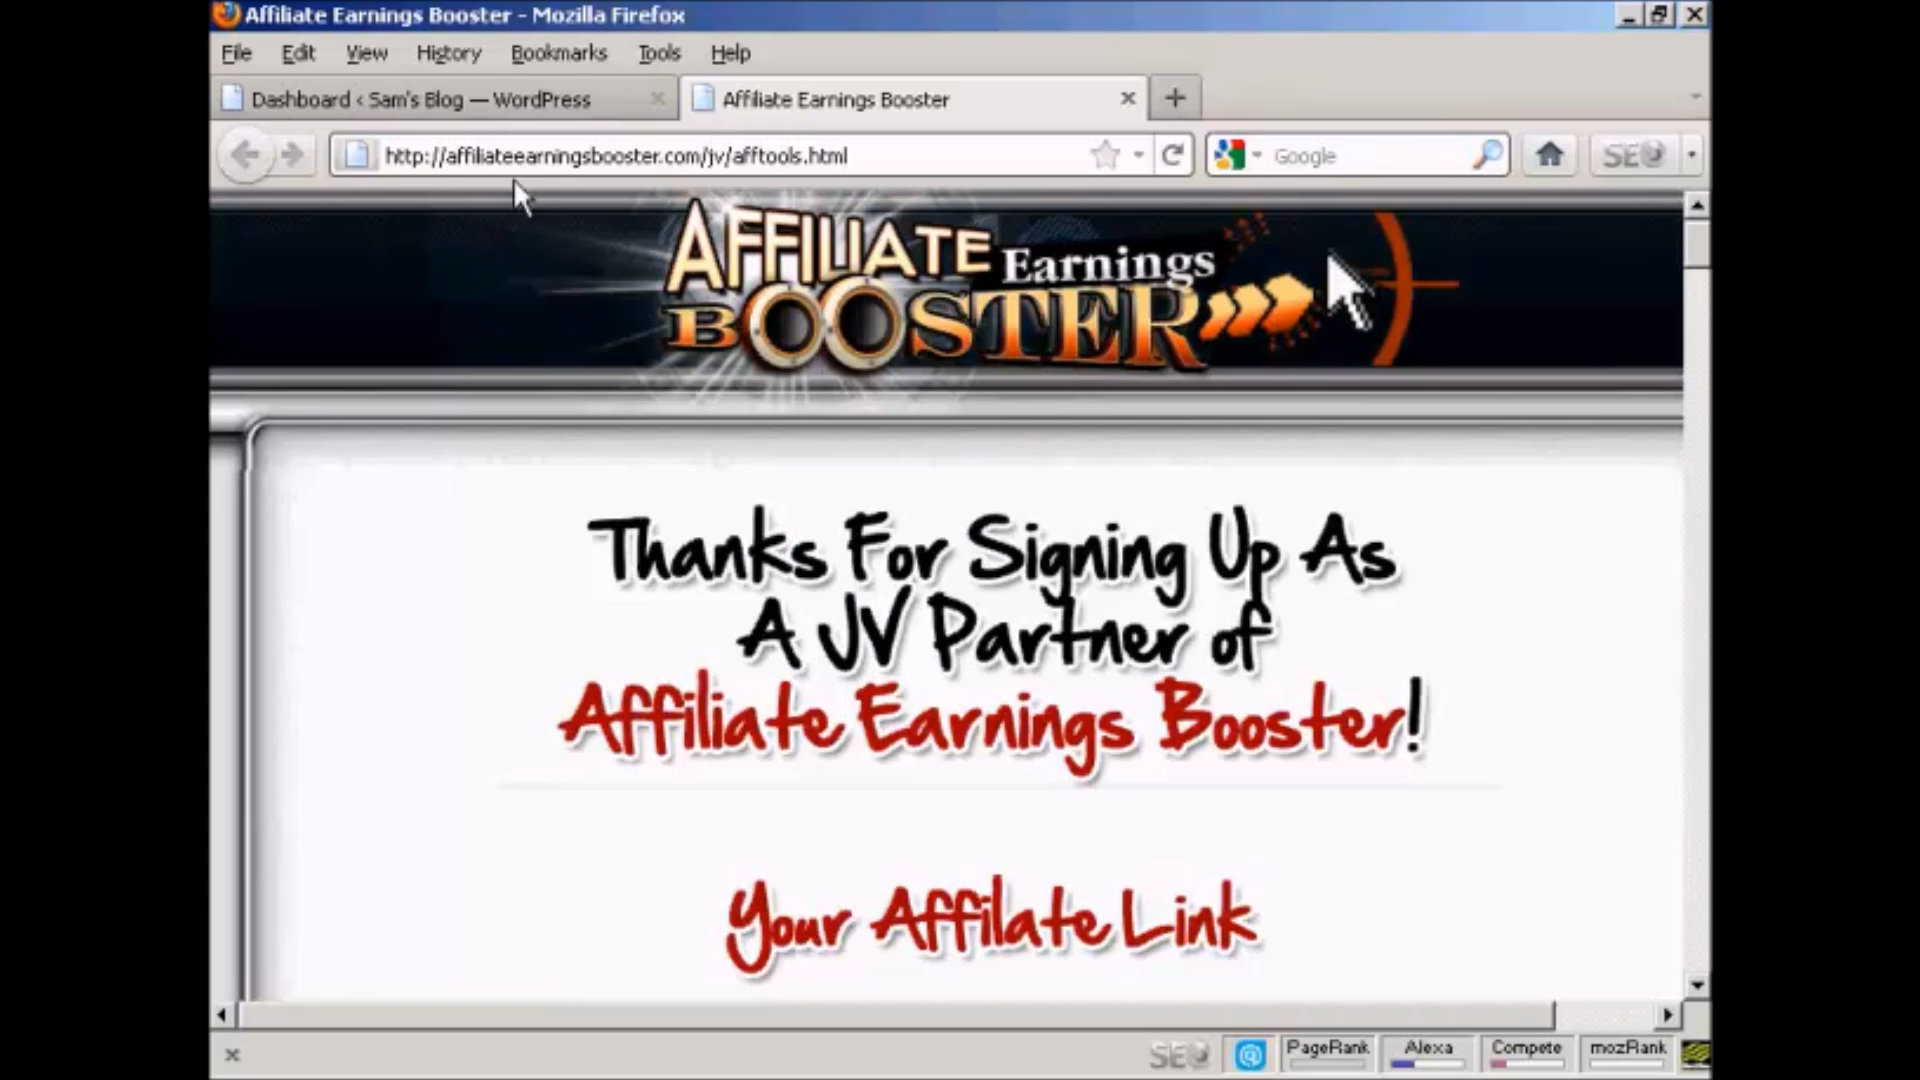 Affiliate Earnings Booster - Mozilla Firefox
File Edit View History Bookmarks Tools Help
Dashboard ‹ Sam's Blog — WordPress Affiliate Earnings Booster
http://affiliateearningsbooster.com/jv/afftools.html Google SEO
AFFILIATE Earnings
BOOSTER
Thanks For Signing Up As
A JV Partner of
Affiliate Earnings Booster!
Your Affilate Link
SEO PageRank Alexa Compete mozRank